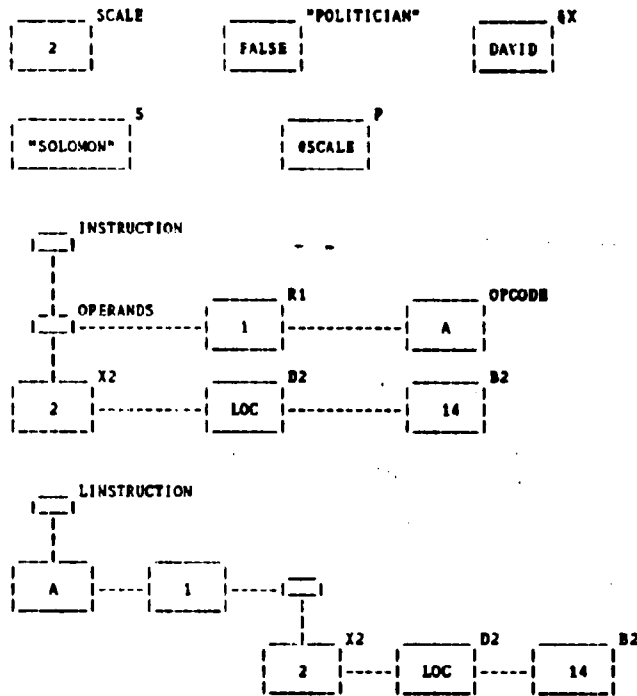 SCALE "POLITICIAN" &X
2 FALSE DAVID
S P
"SOLOMON" @SCALE
INSTRUCTION
OPERANDS R1 OPCODE
1 A
X2 D2 B2
2 LOC 14
LINSTRUCTION
A 1
X2 D2 B2
2 LOC 14